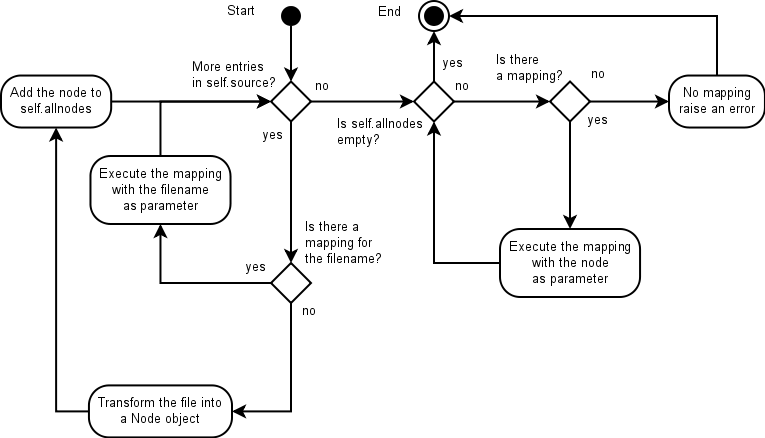 Start
End
More entries
in self.source?
no
yes
Is there
a mapping?
no
no
Add the node to
self.allnodes
No mapping
raise an error
yes
Is self.allnodes
empty?
yes
Execute the mapping
with the filename
as parameter
Is there a
mapping for
the filename?
Execute the mapping
with the node
as parameter
yes
no
Transform the file into
a Node object